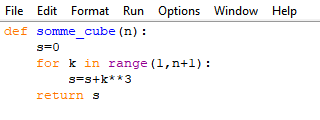 File Edit Format Run Options Window Help
def somme_cube(n):
    s=0
    for k in range(1,n+1):
        s=s+k**3
    return s